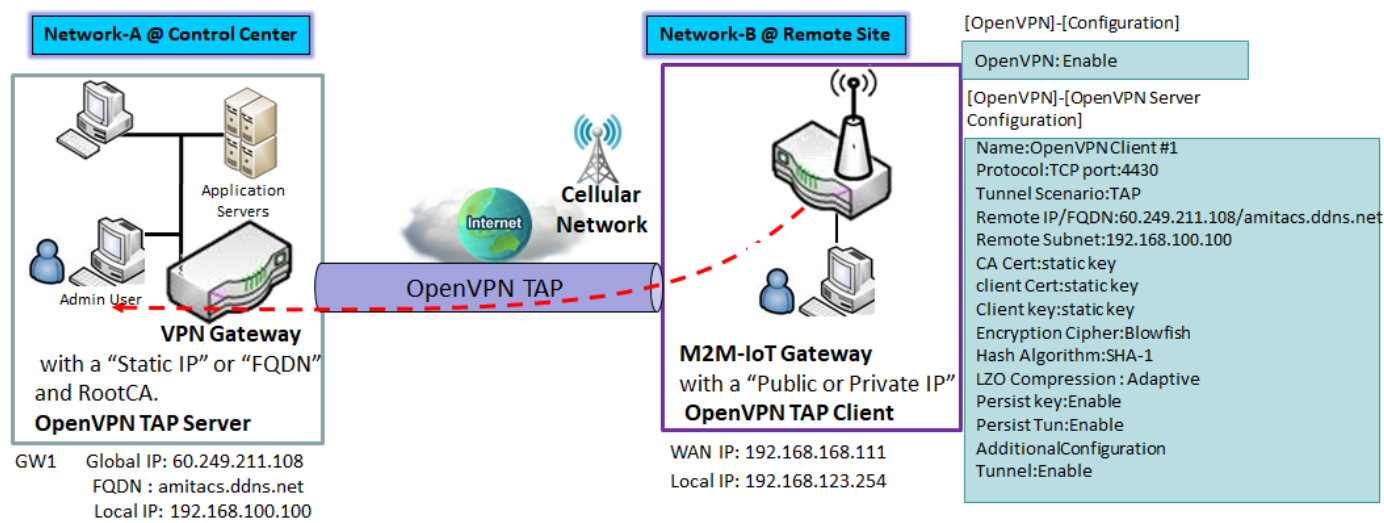 Network-A @ Control Center
Application
Servers
Admin User
VPN Gateway
with a “Static IP” or “FQDN”
and RootCA.
OpenVPN TAP Server
GW1 Global IP: 60.249.211.108
FQDN : amitacs.ddns.net
Local IP: 192.168.100.100
Internet
Cellular
Network
OpenVPN TAP
Network-B @ Remote Site
M2M-IoT Gateway
with a “Public or Private IP”
OpenVPN TAP Client
WAN IP: 192.168.168.111
Local IP: 192.168.123.254
[OpenVPN]-[Configuration]
OpenVPN: Enable
[OpenVPN]-[OpenVPN Server
Configuration]
Name:OpenVPN Client #1
Protocol:TCP port:4430
Tunnel Scenario:TAP
Remote IP/FQDN:60.249.211.108/amitacs.ddns.net
Remote Subnet:192.168.100.100
CA Cert:static key
client Cert:static key
Client key:static key
Encryption Cipher:Blowfish
Hash Algorithm:SHA-1
LZO Compression : Adaptive
Persist key:Enable
Persist Tun:Enable
AdditionalConfiguration
Tunnel:Enable